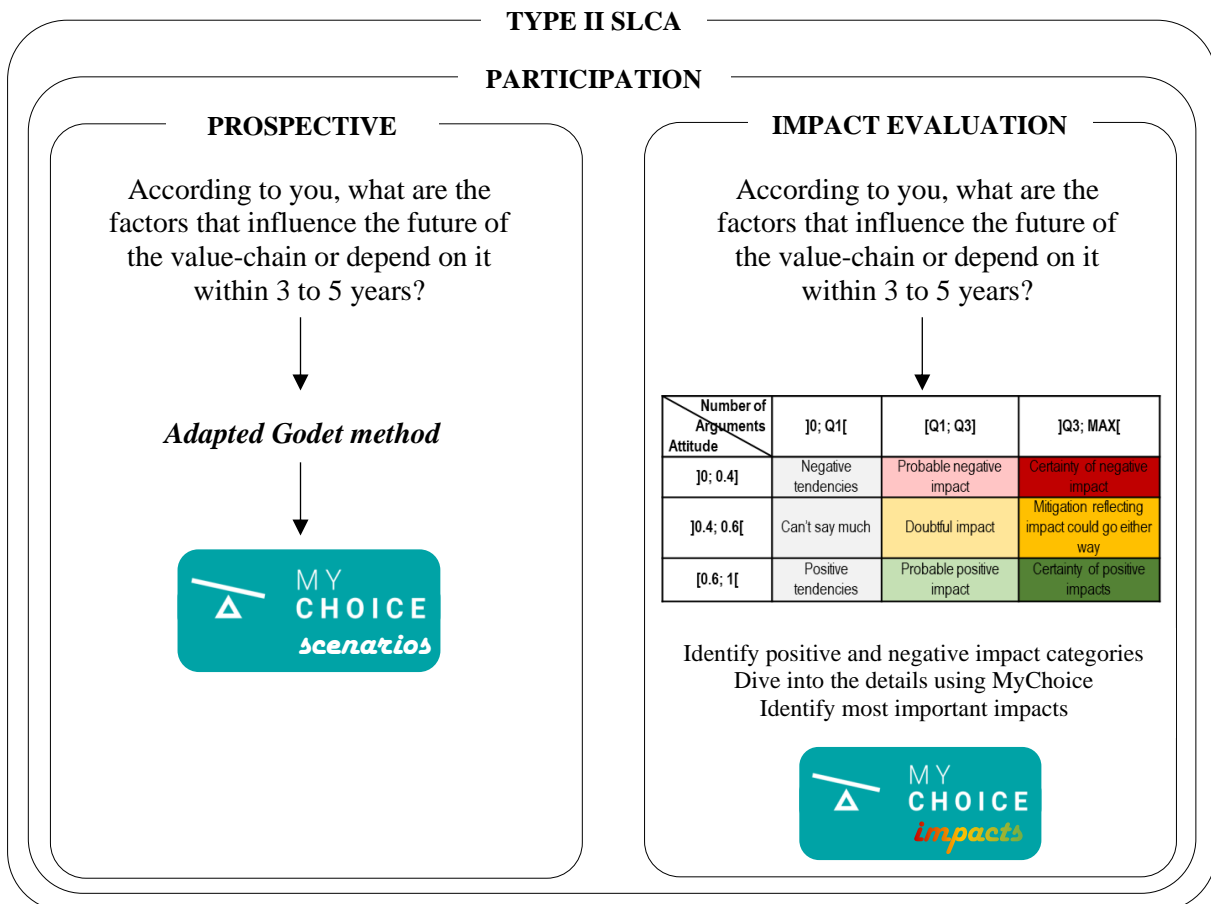 TYPE II SLCA
PARTICIPATION
PROSPECTIVE
According to you, what are the
factors that influence the future of
the value-chain or depend on it
within 3 to 5 years?
Adapted Godet method
MY
CHOICE
scenarios
IMPACT EVALUATION
According to you, what are the
factors that influence the future of
the value-chain or depend on it
within 3 to 5 years?
Number of
Arguments
Attitude
]0; Q1[
[Q1; Q3]
]Q3; MAX[
]0; 0.4]
Negative
tendencies
Probable negative
impact
Certainty of negative
impact
]0.4; 0.6[
Can't say much
Doubtful impact
Mitigation reflecting
impact could go either
way
[0.6; 1[
Positive
tendencies
Probable positive
impact
Certainty of positive
impacts
Identify positive and negative impact categories
Dive into the details using MyChoice
Identify most important impacts
MY
CHOICE
impacts